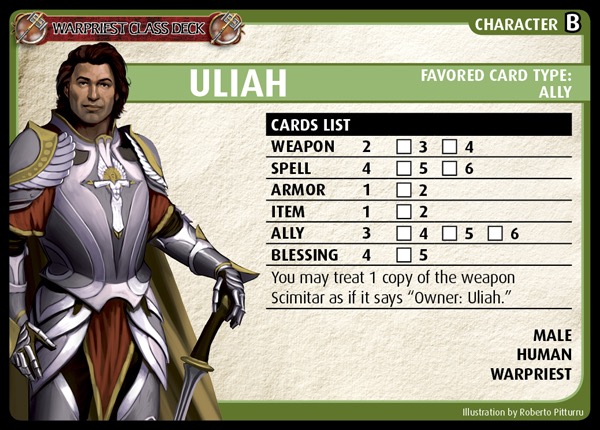 WARPRIEST CLASS DECK
CHARACTER B
ULIAH
FAVORED CARD TYPE:
ALLY
CARDS LIST
WEAPON 2 ☐ 3 ☐ 4
SPELL 4 ☐ 5 ☐ 6
ARMOR 1 ☐ 2
ITEM 1 ☐ 2
ALLY 3 ☐ 4 ☐ 5 ☐ 6
BLESSING 4 ☐ 5
You may treat 1 copy of the weapon
Scimitar as if it says “Owner: Uliah.”
MALE
HUMAN
WARPRIEST
Illustration by Roberto Pitturru